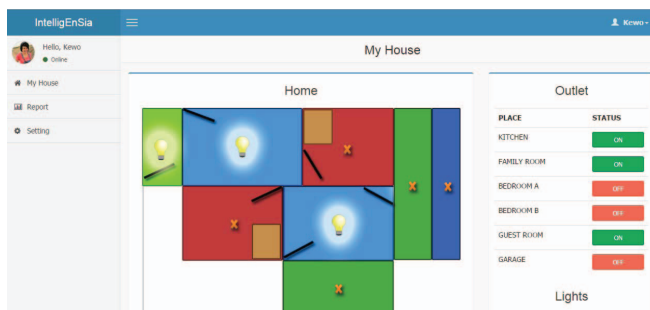 IntelligEnSia
Kewo
Hello, Kewo
Online
My House
Report
Setting
My House
Home
Outlet
PLACE STATUS
KITCHEN ON
FAMILY ROOM ON
BEDROOM A OFF
BEDROOM B OFF
GUEST ROOM ON
GARAGE OFF
Lights